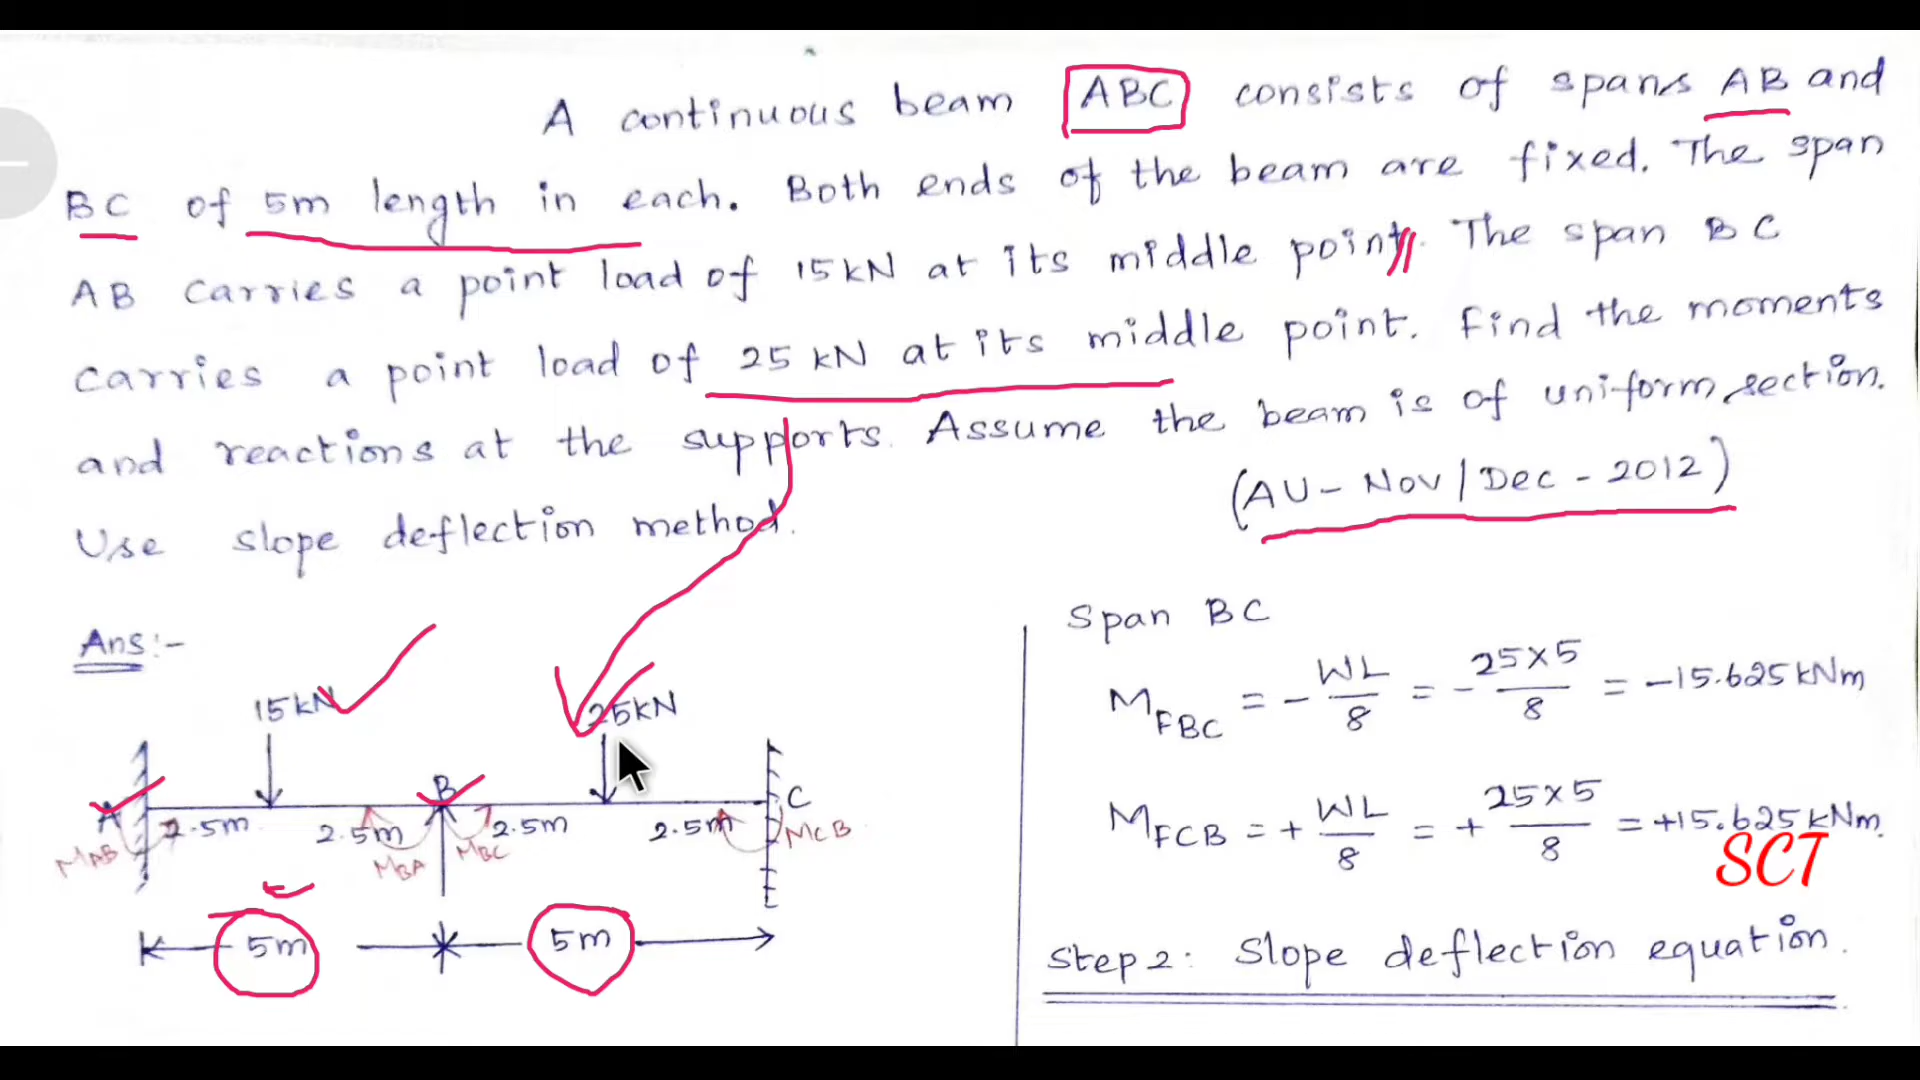 A continuous beam ABC consists of spans AB and
BC of 5m length in each. Both ends of the beam are fixed. The span
AB carries a point load of 15kN at its middle point. The span BC
carries a point load of 25 kN at its middle point. Find the moments
and reactions at the supports. Assume the beam is of uniform section.
Use slope deflection method.
(AU- Nov / Dec - 2012)
Ans:-
15kN
25kN
A
B
C
2.5m
2.5m
2.5m
2.5m
MAB
MBA
MBC
MCB
5m
5m
Span BC
MFBC = - WL/8 = - 25×5/8 = -15.625 kNm
MFCB = + WL/8 = + 25×5/8 = +15.625 kNm.
SCT
Step 2: Slope deflection equation.